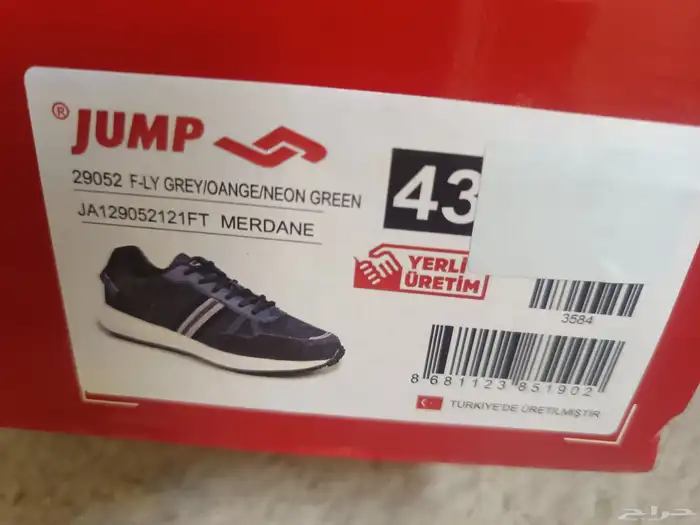 ® JUMP
29052 F-LY GREY/OANGE/NEON GREEN
JA129052121FT MERDANE
43
YERLİ
ÜRETİM
3584
8 681123 851902
TÜRKİYE'DE ÜRETİLMİŞTİR
حراج